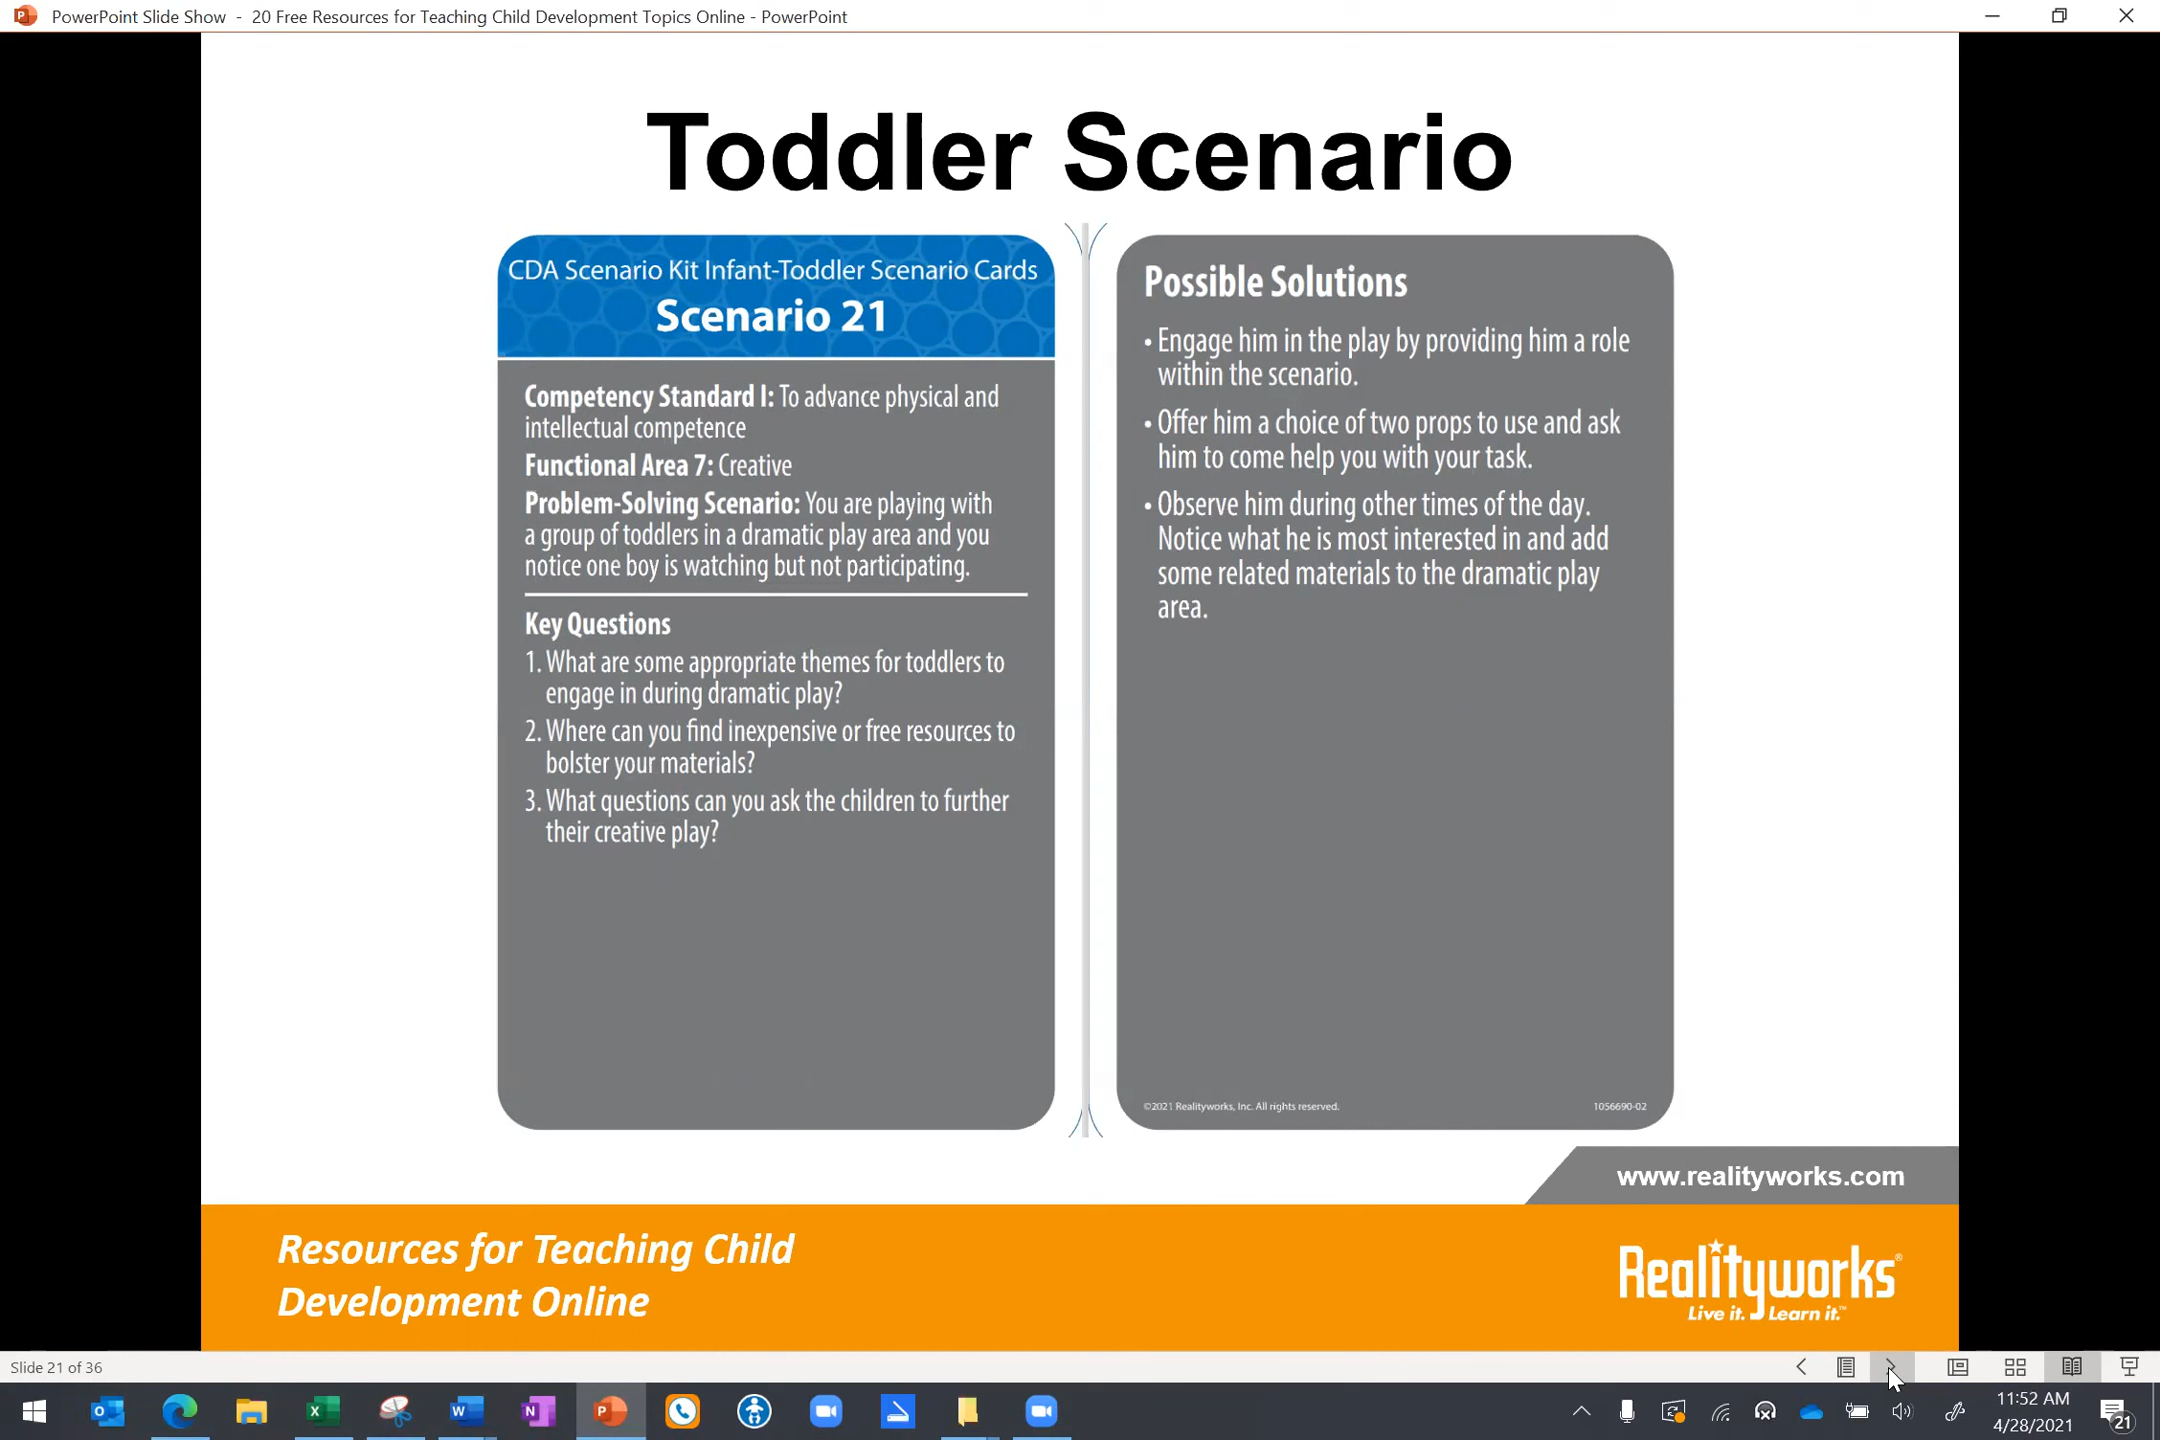 PowerPoint Slide Show - 20 Free Resources for Teaching Child Development Topics Online - PowerPoint
Toddler Scenario
CDA Scenario Kit Infant-Toddler Scenario Cards
Scenario 21
Competency Standard I: To advance physical and
intellectual competence
Functional Area 7: Creative
Problem-Solving Scenario: You are playing with
a group of toddlers in a dramatic play area and you
notice one boy is watching but not participating.
Key Questions
1. What are some appropriate themes for toddlers to
engage in during dramatic play?
2. Where can you find inexpensive or free resources to
bolster your materials?
3. What questions can you ask the children to further
their creative play?
Possible Solutions
• Engage him in the play by providing him a role
within the scenario.
• Offer him a choice of two props to use and ask
him to come help you with your task.
• Observe him during other times of the day.
Notice what he is most interested in and add
some related materials to the dramatic play
area.
©2021 Realityworks, Inc. All rights reserved.
1056690-02
www.realityworks.com
Resources for Teaching Child
Development Online
Realityworks®
Live it. Learn it.™
Slide 21 of 36
11:52 AM
4/28/2021
21